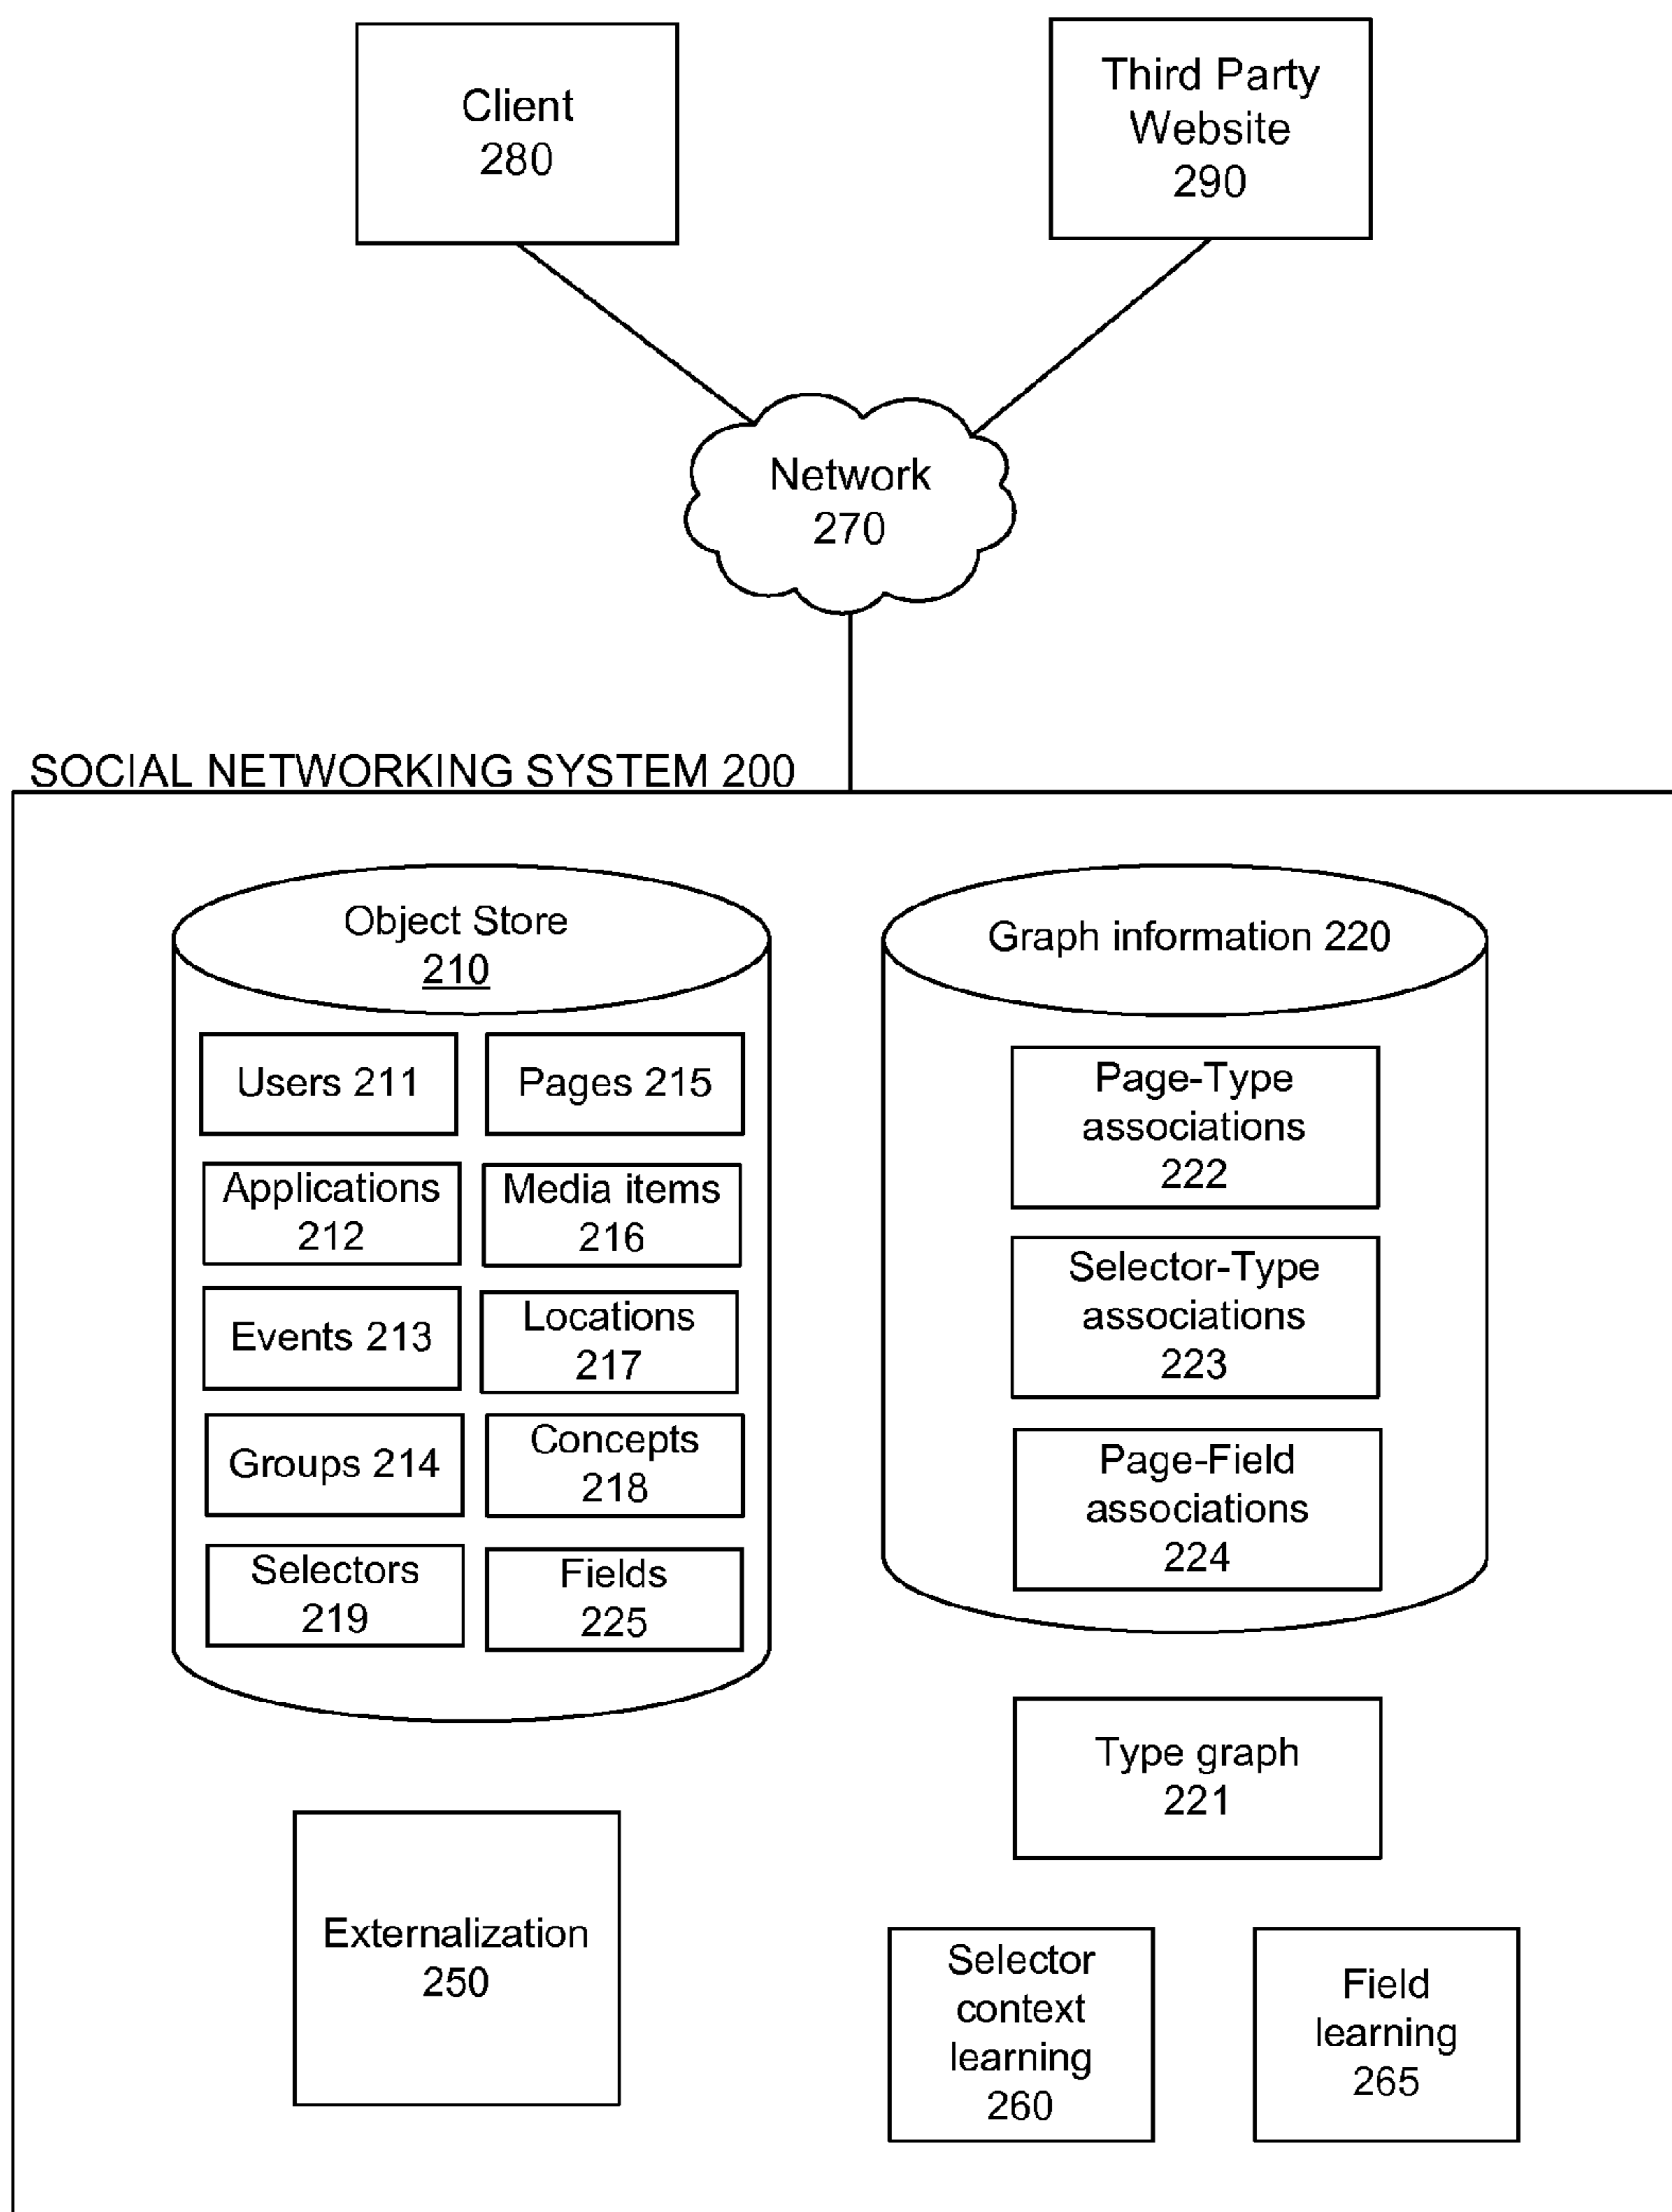 Client
280
Third Party
Website
290
Network
270
SOCIAL NETWORKING SYSTEM 200
Object Store
210
Users 211
Pages 215
Applications
212
Media items
216
Events 213
Locations
217
Groups 214
Concepts
218
Selectors
219
Fields
225
Graph information 220
Page-Type
associations
222
Selector-Type
associations
223
Page-Field
associations
224
Type graph
221
Externalization
250
Selector
context
learning
260
Field
learning
265